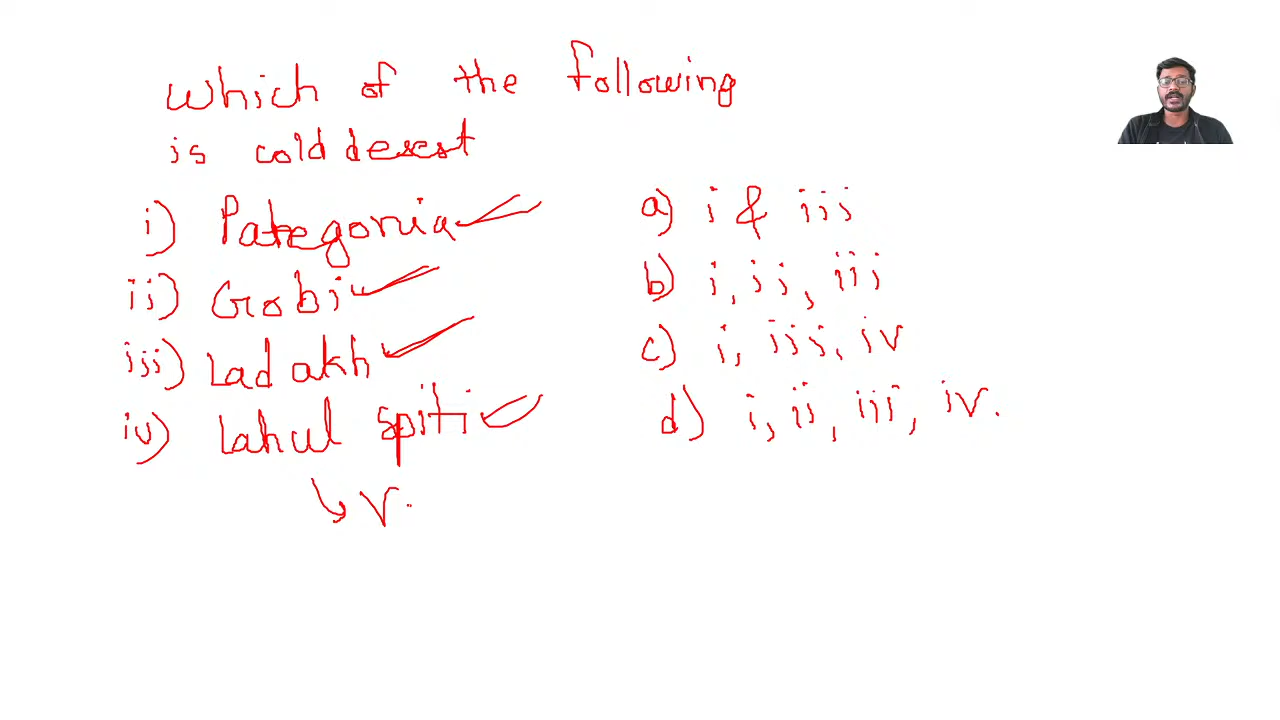 Which of the following
is cold desert
i) Pategonia
ii) Gobi
iii) Ladakh
iv) Lahul spiti
V.
a) i & iii
b) i, ii, iii
c) i, iii, iv
d) i, ii, iii, iv.